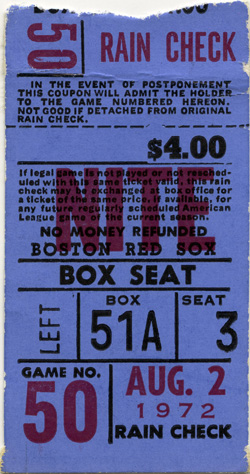 50
RAIN CHECK
IN THE EVENT OF POSTPONEMENT
THIS COUPON WILL ADMIT THE HOLDER
TO THE GAME NUMBERED HEREON.
NOT GOOD IF DETACHED FROM ORIGINAL
RAIN CHECK.
$4.00
If legal game is not played or not resched-
uled with this same ticket valid, this rain
check may be exchanged at box office for
a ticket of the same price, if available, for
any future regularly scheduled American
League game of the current season.
NO MONEY REFUNDED
BOSTON RED SOX
BOX SEAT
LEFT
BOX
51A
SEAT
3
GAME NO.
50
AUG. 2
1972
RAIN CHECK